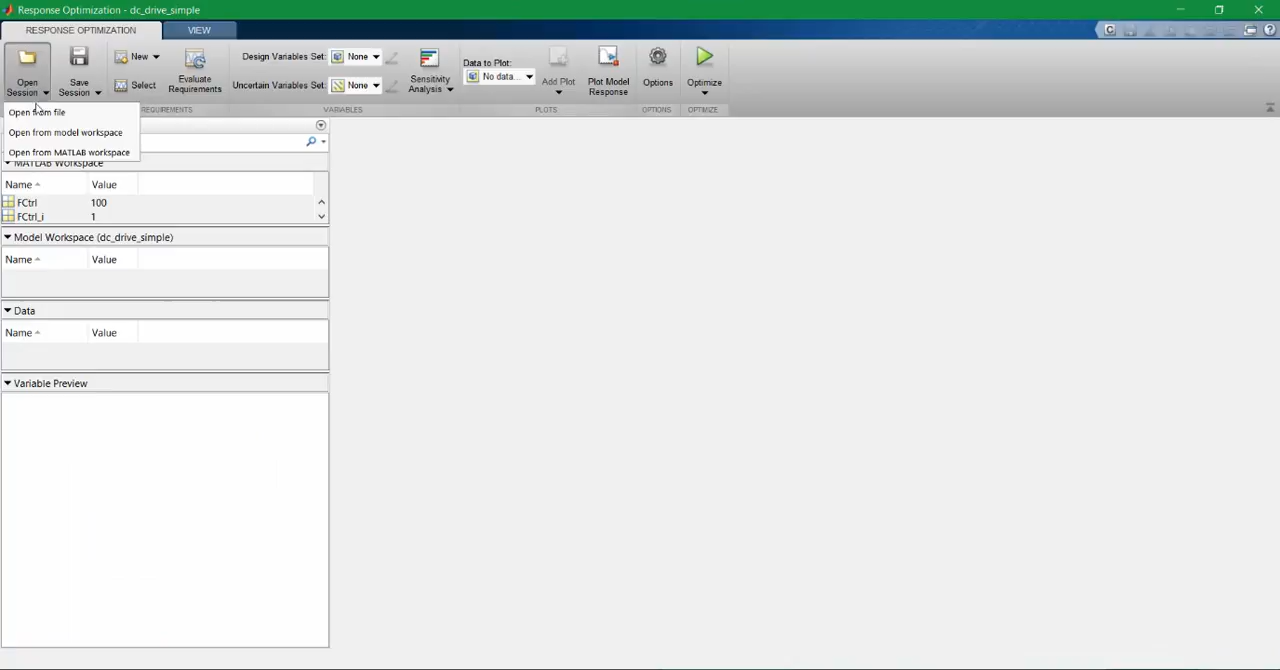 Response Optimization - dc_drive_simple
RESPONSE OPTIMIZATION
VIEW
Open Session
Save Session
New
Select
Evaluate Requirements
Design Variables Set: None
Uncertain Variables Set: None
Sensitivity Analysis
Data to Plot:
No data...
Add Plot
Plot Model Response
Options
Optimize
REQUIREMENTS
VARIABLES
PLOTS
OPTIONS
OPTIMIZE
Open from file
Open from model workspace
Open from MATLAB workspace
MATLAB Workspace
Name Value
FCtrl 100
FCtrl_i 1
Model Workspace (dc_drive_simple)
Name Value
Data
Name Value
Variable Preview